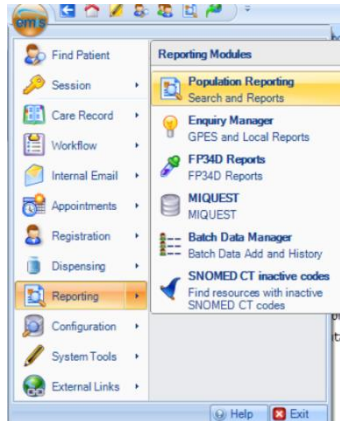 ems
Find Patient
Session
Care Record
Workflow
Internal Email
Appointments
Registration
Dispensing
Reporting
Configuration
System Tools
External Links
Reporting Modules
Population Reporting
Search and Reports
Enquiry Manager
GPES and Local Reports
FP34D Reports
FP34D Reports
MIQUEST
MIQUEST
Batch Data Manager
Batch Data Add and History
SNOMED CT inactive codes
Find resources with inactive
SNOMED CT codes
Help
Exit